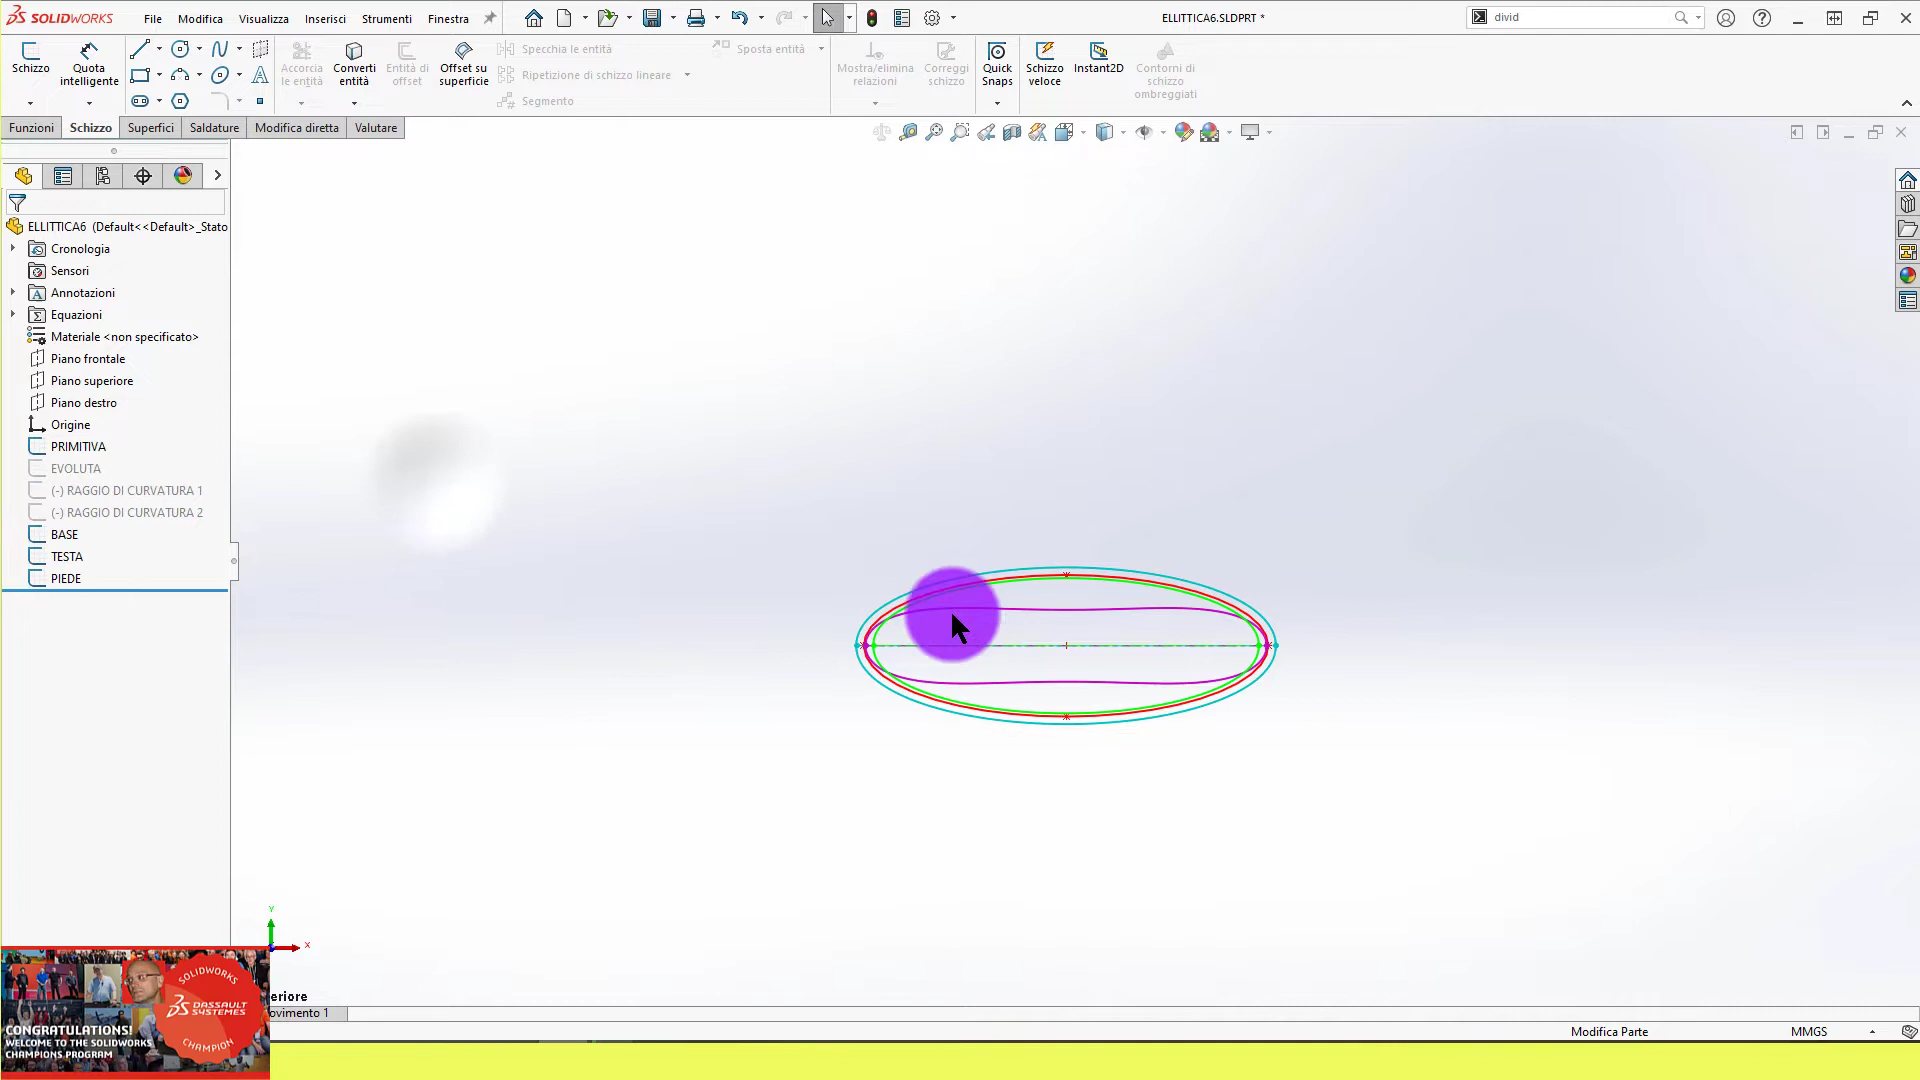 SOLIDWORKS
File
Modifica
Visualizza
Inserisci
Strumenti
Finestra
ELLITTICA6.SLDPRT *
divid
Schizzo
Quota
intelligente
Accorcia
le entità
Converti
entità
Entità di
offset
Offset su
superficie
Specchia le entità
Ripetizione di schizzo lineare
Segmento
Sposta entità
Mostra/elimina
relazioni
Correggi
schizzo
Quick
Snaps
Schizzo
veloce
Instant2D
Contorni di
schizzo
ombreggiati
Funzioni
Schizzo
Superfici
Saldature
Modifica diretta
Valutare
ELLITTICA6 (Default<<Default>_Stato
Cronologia
Sensori
Annotazioni
Equazioni
Materiale <non specificato>
Piano frontale
Piano superiore
Piano destro
Origine
PRIMITIVA
EVOLUTA
(-) RAGGIO DI CURVATURA 1
(-) RAGGIO DI CURVATURA 2
BASE
TESTA
PIEDE
Y
X
eriore
ovimento 1
SOLIDWORKS
DASSAULT
SYSTEMES
CHAMPION
CONGRATULATIONS!
WELCOME TO THE SOLIDWORKS
CHAMPIONS PROGRAM
Modifica Parte
MMGS